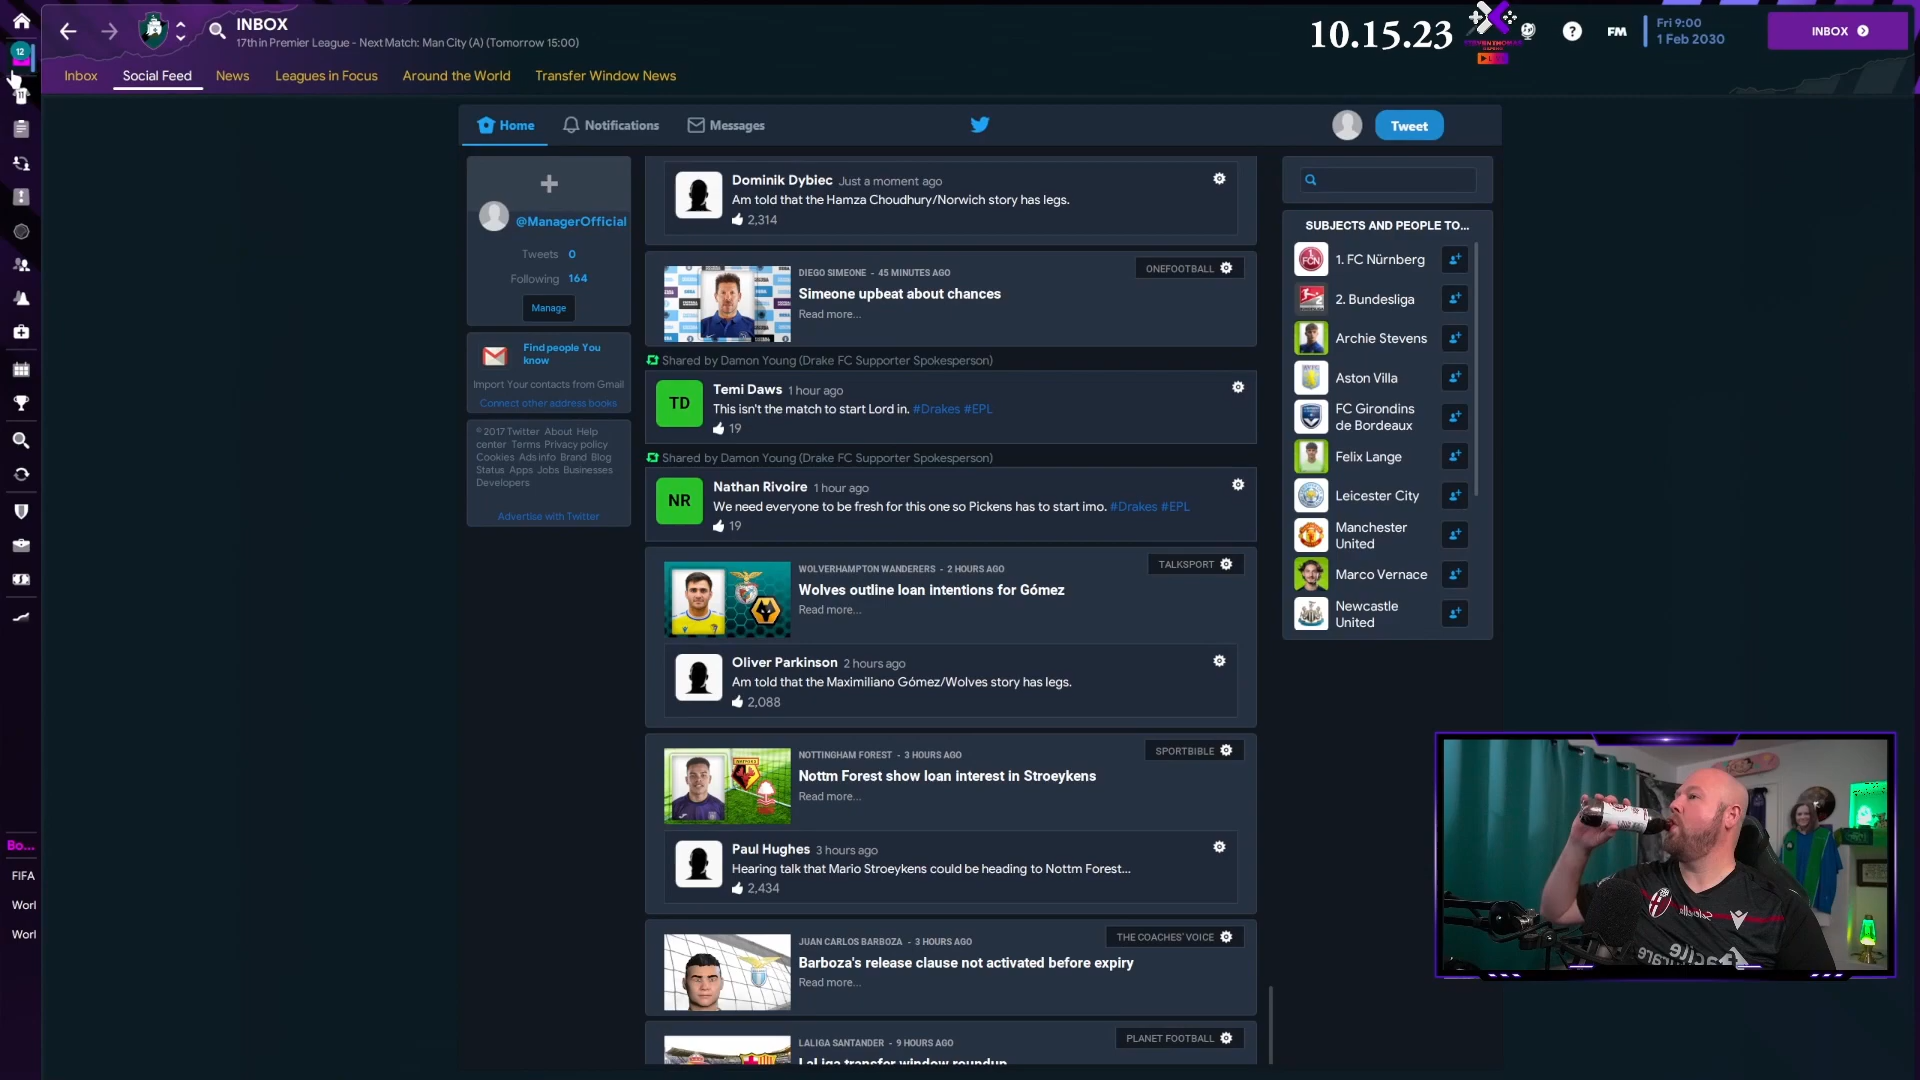 INBOX
17th in Premier League - Next Match: Man City (A) (Tomorrow 15:00)
10.15.23
FM
Fri 9:00
1 Feb 2030
INBOX
12
Inbox
Social Feed
News
Leagues in Focus
Around the World
Transfer Window News
Home
Notifications
Messages
Tweet
@ManagerOfficial
Tweets 0
Following 164
Manage
Find people You
know
Import Your contacts from Gmail
Connect other address books
© 2017 Twitter About Help
center Terms Privacy policy
Cookies Ads info Brand Blog
Status Apps Jobs Businesses
Developers
Advertise with Twitter
Dominik Dybiec Just a moment ago
Am told that the Hamza Choudhury/Norwich story has legs.
2,314
DIEGO SIMEONE - 45 MINUTES AGO
ONEFOOTBALL
Simeone upbeat about chances
Read more...
Shared by Damon Young (Drake FC Supporter Spokesperson)
TD
Temi Daws 1 hour ago
This isn't the match to start Lord in. #Drakes #EPL
19
Shared by Damon Young (Drake FC Supporter Spokesperson)
NR
Nathan Rivoire 1 hour ago
We need everyone to be fresh for this one so Pickens has to start imo. #Drakes #EPL
19
WOLVERHAMPTON WANDERERS - 2 HOURS AGO
TALKSPORT
Wolves outline loan intentions for Gómez
Read more...
Oliver Parkinson 2 hours ago
Am told that the Maximiliano Gómez/Wolves story has legs.
2,088
NOTTINGHAM FOREST - 3 HOURS AGO
SPORTBIBLE
Nottm Forest show loan interest in Stroeykens
Read more...
Paul Hughes 3 hours ago
Hearing talk that Mario Stroeykens could be heading to Nottm Forest...
2,434
JUAN CARLOS BARBOZA - 3 HOURS AGO
THE COACHES' VOICE
Barboza's release clause not activated before expiry
Read more...
LALIGA SANTANDER - 9 HOURS AGO
PLANET FOOTBALL
LaLiga transfer window roundup
SUBJECTS AND PEOPLE TO...
1. FC Nürnberg
2. Bundesliga
Archie Stevens
Aston Villa
FC Girondins
de Bordeaux
Felix Lange
Leicester City
Manchester
United
Marco Vernace
Newcastle
United
Bo...
FIFA
Worl
Worl